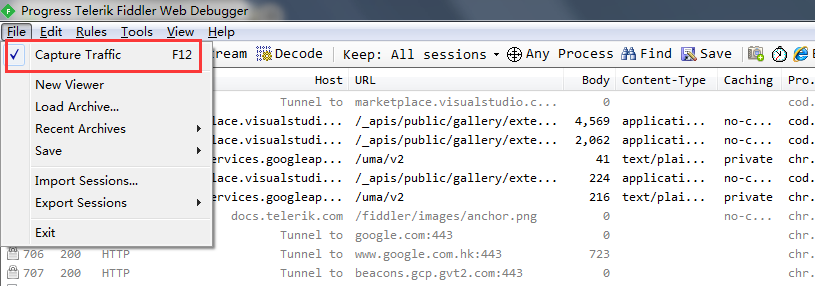 Progress Telerik Fiddler Web Debugger
File Edit Rules Tools View Help
Capture Traffic F12
New Viewer
Load Archive...
Recent Archives
Save
Import Sessions...
Export Sessions
Exit
ream Decode Keep: All sessions Any Process Find Save
Host URL Body Content-Type Caching Pro...
Tunnel to marketplace.visualstudio.c... 0 cod.
place.visualstudi... /_apis/public/gallery/exte... 4,569 applicati... no-c... cod.
place.visualstudi... /_apis/public/gallery/exte... 2,062 applicati... no-c... cod.
ervices.googleap... /uma/v2 41 text/plai... private chr.
place.visualstudi... /_apis/public/gallery/exte... 224 applicati... no-c... cod.
ervices.googleap... /uma/v2 216 text/plai... private chr.
docs.telerik.com /fiddler/images/anchor.png 0 no-c... cod.
Tunnel to google.com:443 0 chr.
706 200 HTTP Tunnel to www.google.com.hk:443 723 chr.
707 200 HTTP Tunnel to beacons.gcp.gvt2.com:443 0 chr.